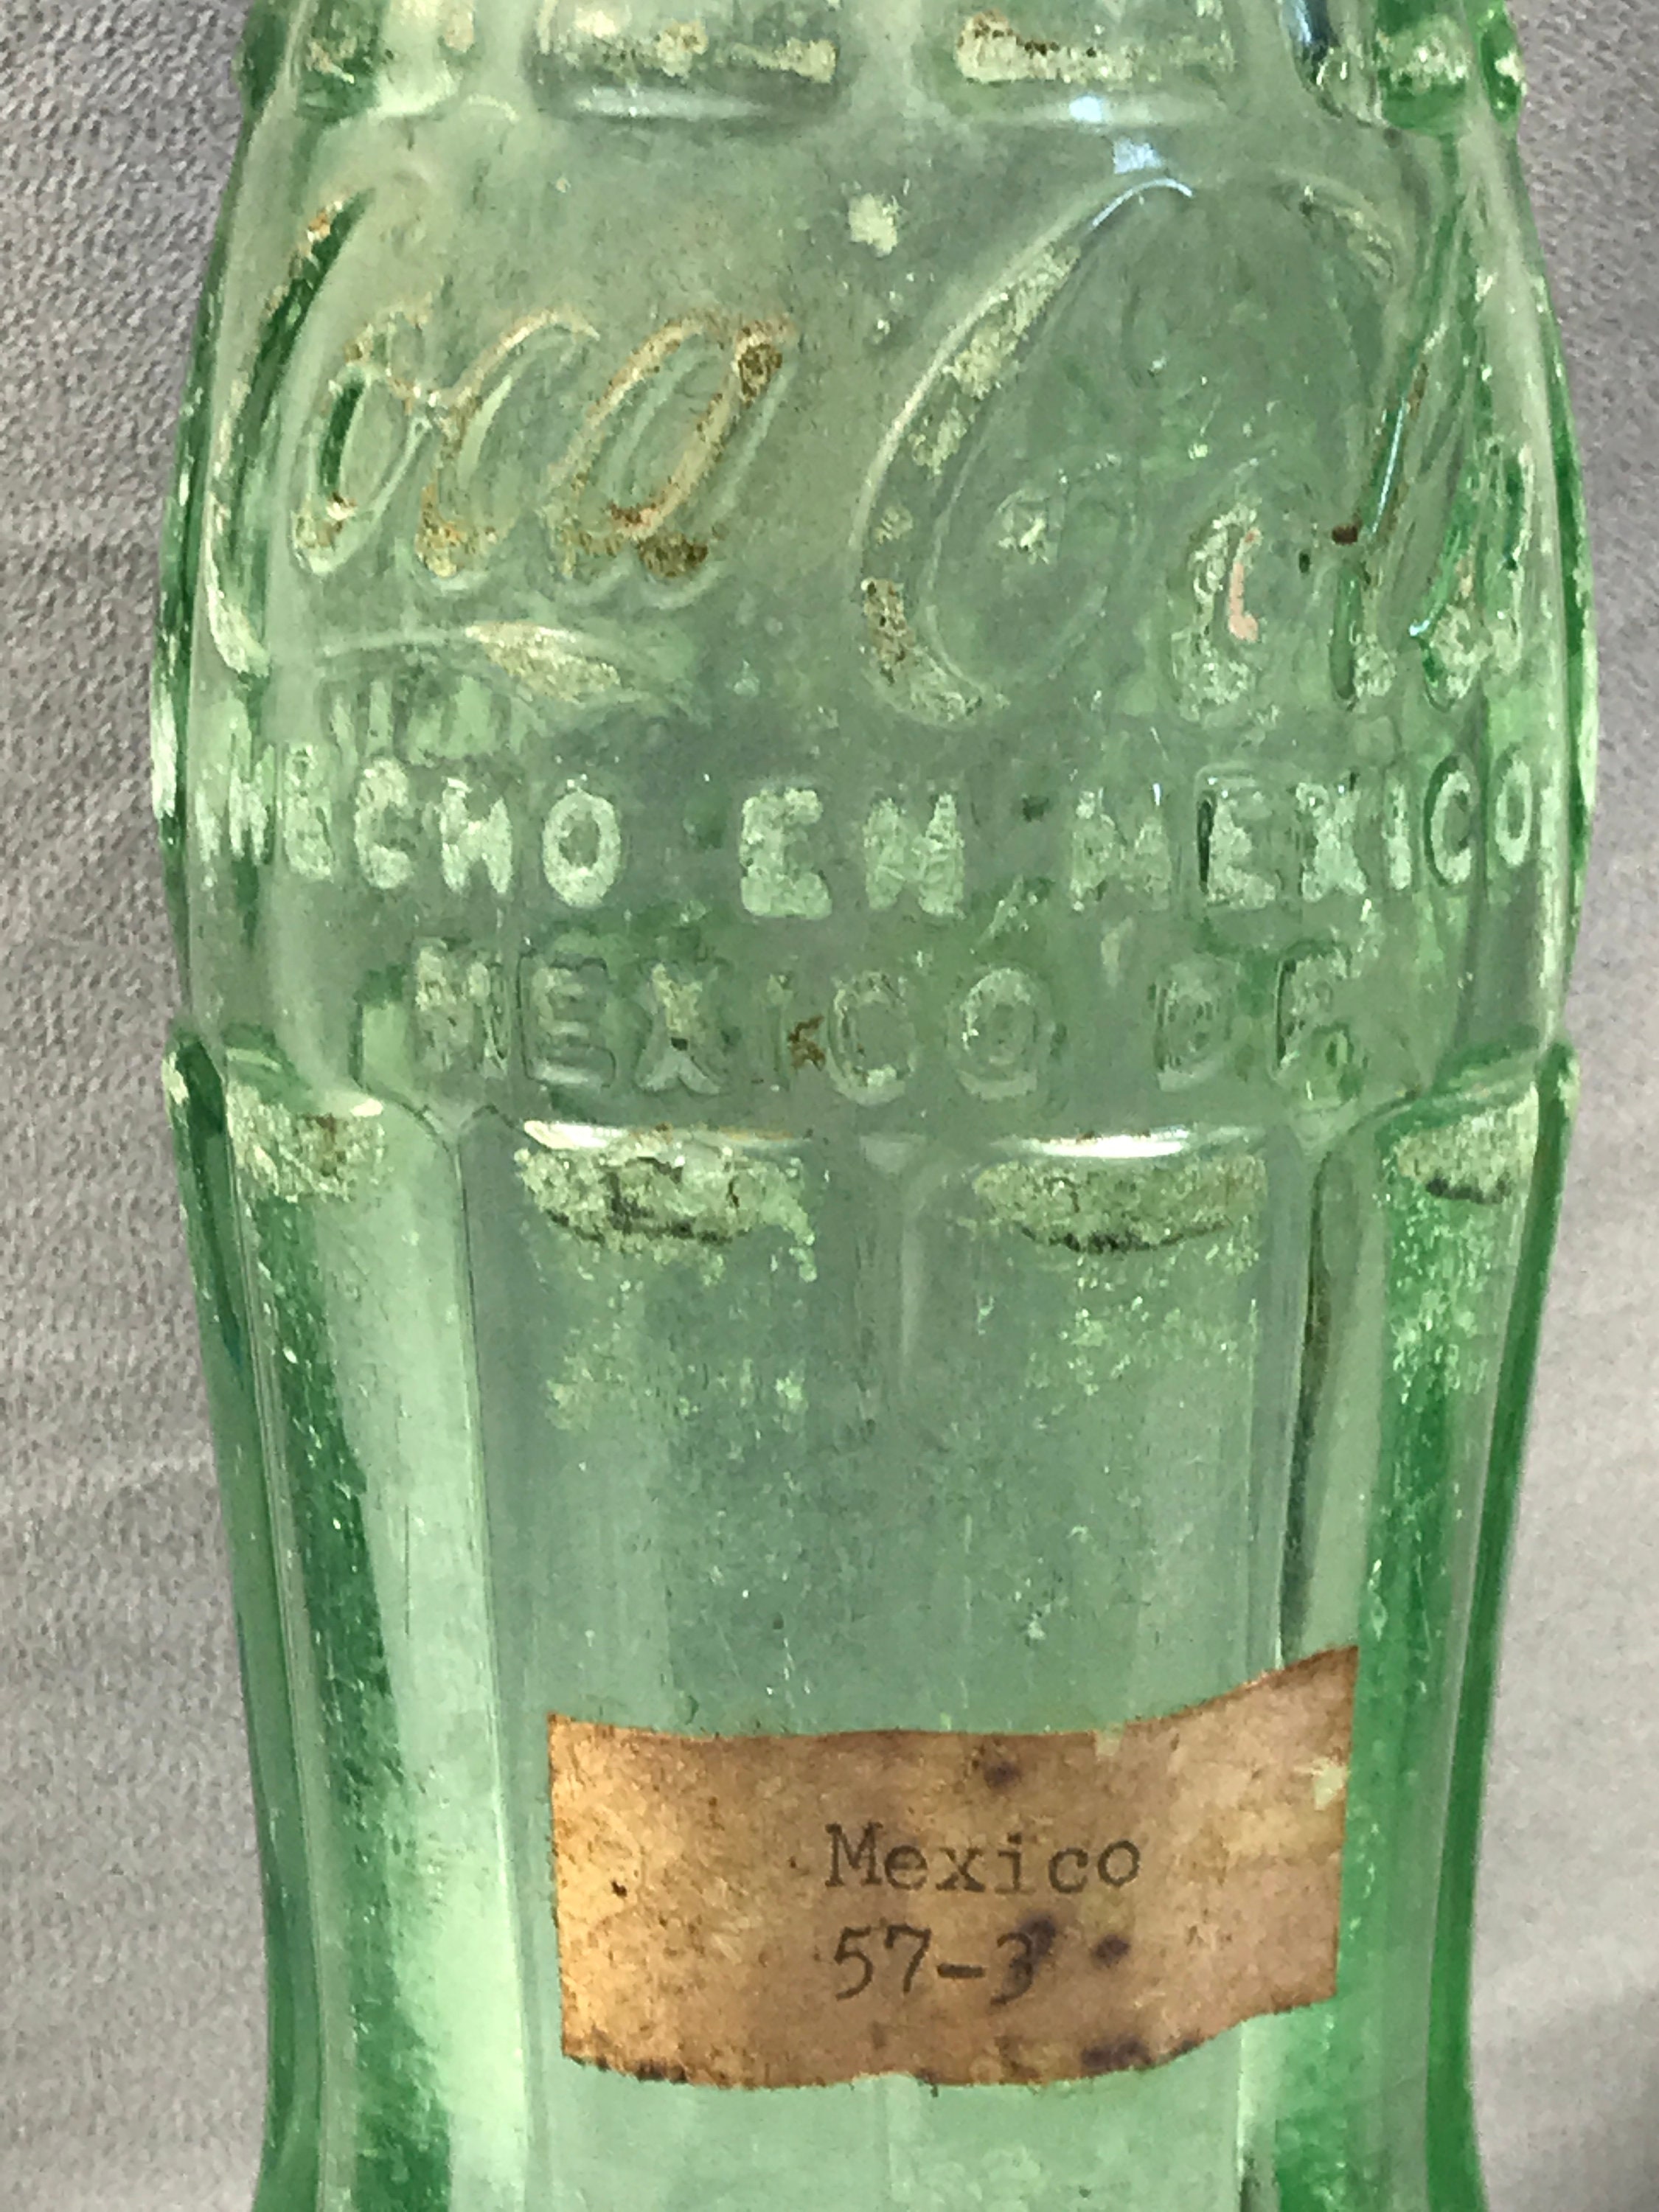 Coca Cola
HECHO EN MEXICO
MEXICO DF
Mexico
57-3